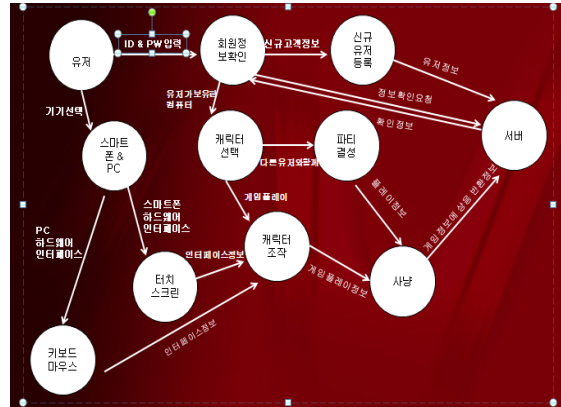 ID & PW 입력
유저
회원정
보확인
신규고객정보
신규
유저
등록
유저정보
정보확인요청
확인정보
서버
기기선택
컴퓨터
스마트
폰 &
PC
캐릭터
선택
다른유저와함께
파티
결성
플레이정보
게임정보에 상응 반환정보
게임플레이
스마트폰
하드웨어
인터페이스
PC
하드웨어
인터페이스
캐릭터
조작
인터페이스정보
터치
스크린
게임플레이정보
사냥
인터페이스정보
키보드
마우스